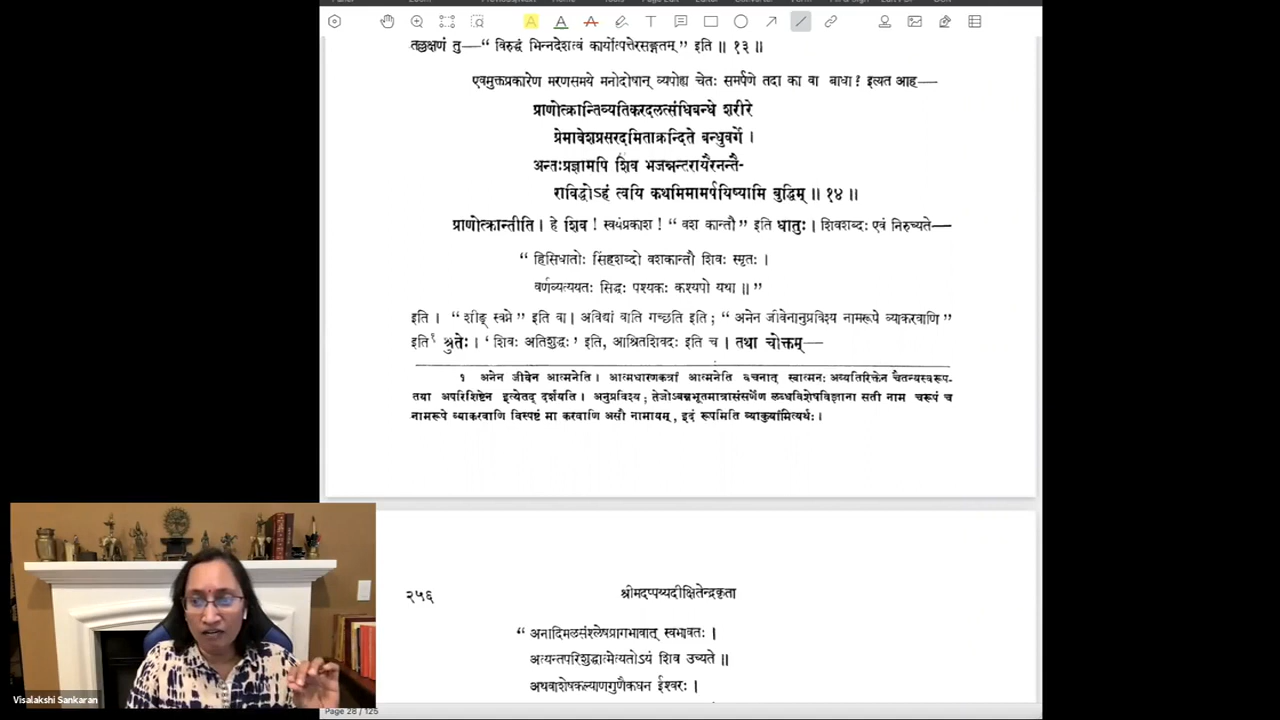 तल्लक्षणं तु—“ विरुद्धं भिन्नदेशत्वं कार्योत्पत्तेरसङ्गतम् ” इति ॥ १३ ॥
एवमुक्तप्रकारेण मरणसमये मनोदोषान् व्यपोह्य चेतः समर्पणे तदा का वा बाधा ? इत्यत आह—
प्राणोत्क्रान्तिव्यतिकरदलत्संधिबन्धे शरीरे
प्रेमावेशप्रसरदमिताक्रन्दिते बन्धुवर्गे ।
अन्तःप्रज्ञामपि शिव भजन्नन्तरायैरनन्तै-
राविद्धोऽहं त्वयि कथमिमामर्पयिष्यामि बुद्धिम् ॥ १४ ॥
प्राणोत्क्रान्तीति । हे शिव ! स्वयंप्रकाश ! “ वश कान्तौ ” इति धातुः । शिवशब्दः एवं निरुच्यते—
“ हिसिधातोः सिंहशब्दो वशकान्तौ शिवः स्मृतः ।
वर्णव्यत्ययतः सिद्धः पश्यकः कश्यपो यथा ॥ ”
इति । “ शीङ् स्वप्ने ” इति वा । अविद्यां वाति गच्छति इति ; “ अनेन जीवेनानुप्रविश्य नामरूपे व्याकरवाणि ”
इति१ श्रुतेः । ‘ शिवः अतिशुद्धः ’ इति, आश्रितशिवदः इति च । तथा चोक्तम्—
१ अनेन जीवेन आत्मनेति । आत्मधारणकर्त्रा आत्मनेति वचनात् स्वात्मनः अव्यतिरिक्तेन चैतन्यस्वरूप-
तया अपरिशिष्टेन इत्येतद् दर्शयति । अनुप्रविश्य ; तेजोऽबन्नभूतमात्रासंसर्गेण लब्धविशेषविज्ञाना सती नाम च रूपं च
नामरूपे व्याकरवाणि विस्पष्टं मा करवाणि असौ नामायम् , इदं रूपमिति व्याकुर्यामित्यर्थः ।
२५६
श्रीमदप्पय्यदीक्षितेन्द्रकृता
“ अनादिमलसंश्लेषप्रागभावात् स्वभावतः ।
अत्यन्तपरिशुद्धात्मेत्यतोऽयं शिव उच्यते ॥
अथवाशेषकल्याणगुणैकघन ईश्वरः ।
Visalakshi Sankaran
Page 28 / 125